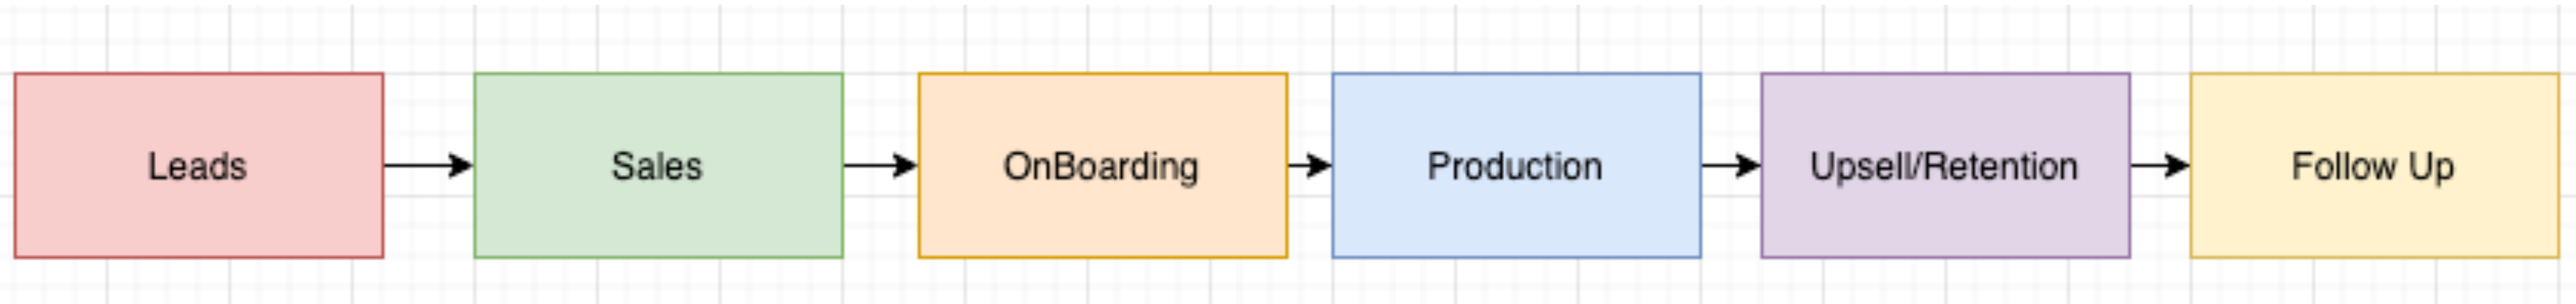 Leads
Sales
OnBoarding
Production
Upsell/Retention
Follow Up